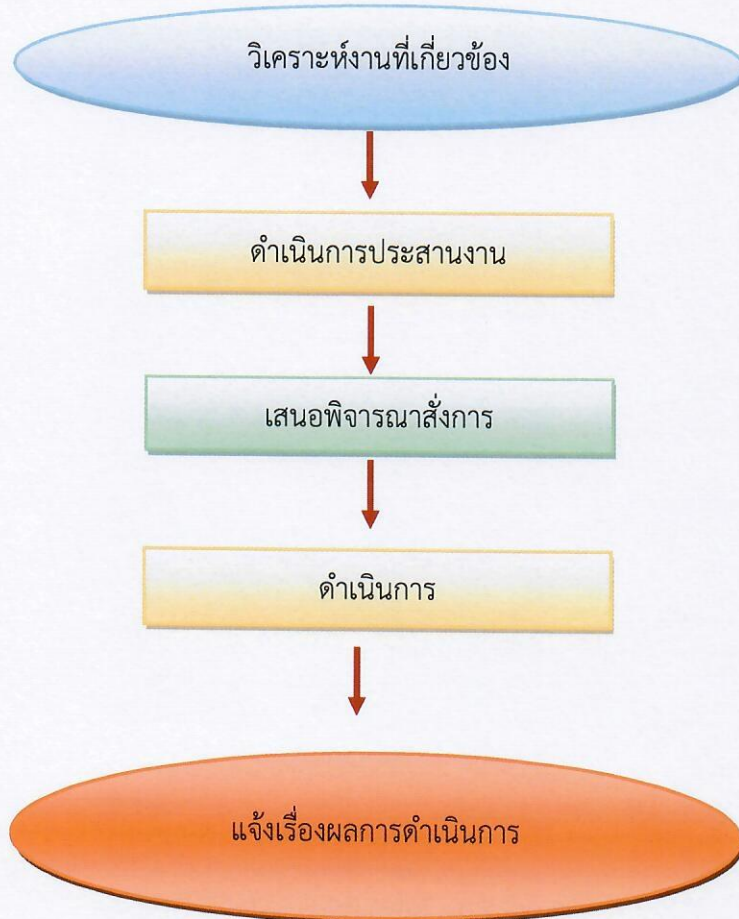 วิเคราะห์งานที่เกี่ยวข้อง
ดำเนินการประสานงาน
เสนอพิจารณาสั่งการ
ดำเนินการ
แจ้งเรื่องผลการดำเนินการ